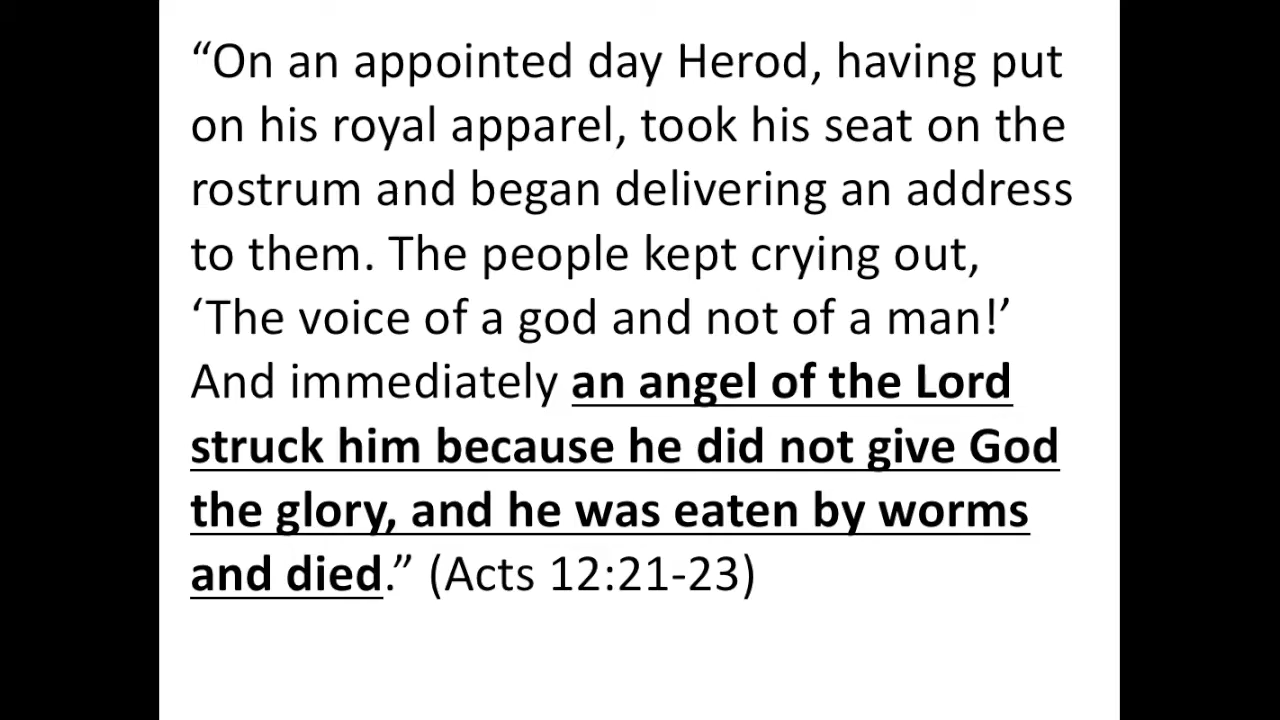 “On an appointed day Herod, having put
on his royal apparel, took his seat on the
rostrum and began delivering an address
to them. The people kept crying out,
‘The voice of a god and not of a man!’
And immediately an angel of the Lord
struck him because he did not give God
the glory, and he was eaten by worms
and died.” (Acts 12:21-23)